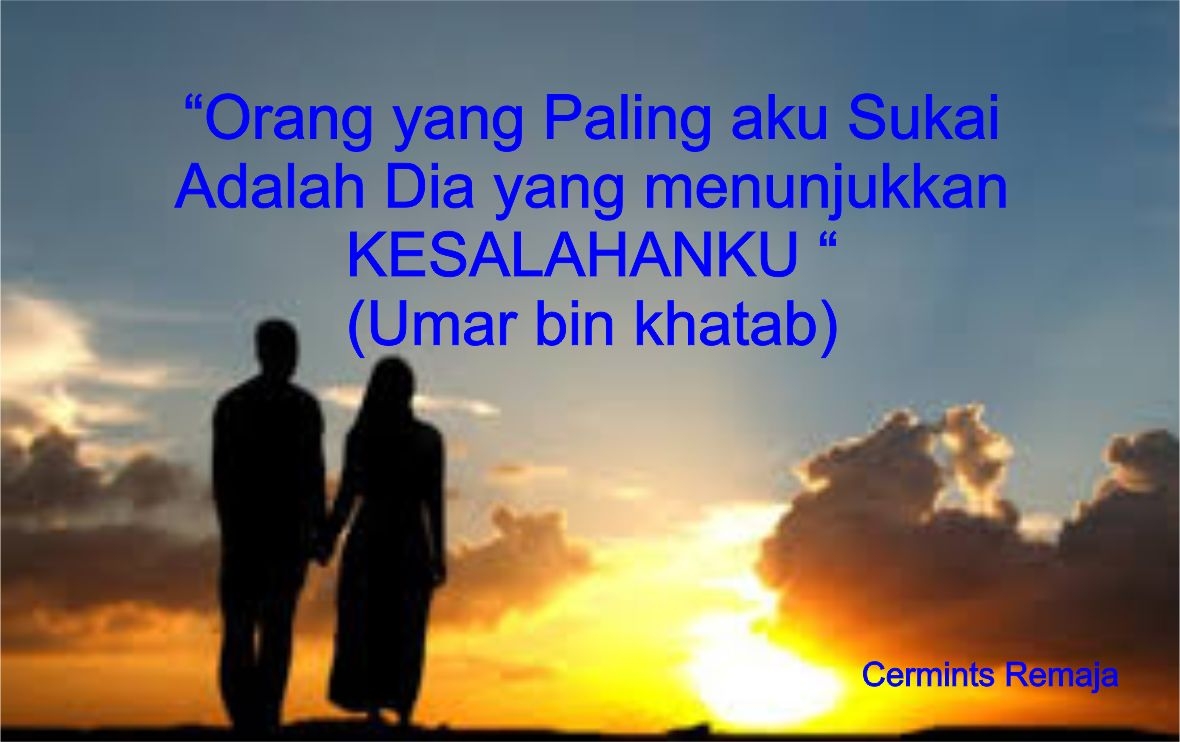 “Orang yang Paling aku Sukai
Adalah Dia yang menunjukkan
KESALAHANKU “
(Umar bin khatab)
Cermints Remaja